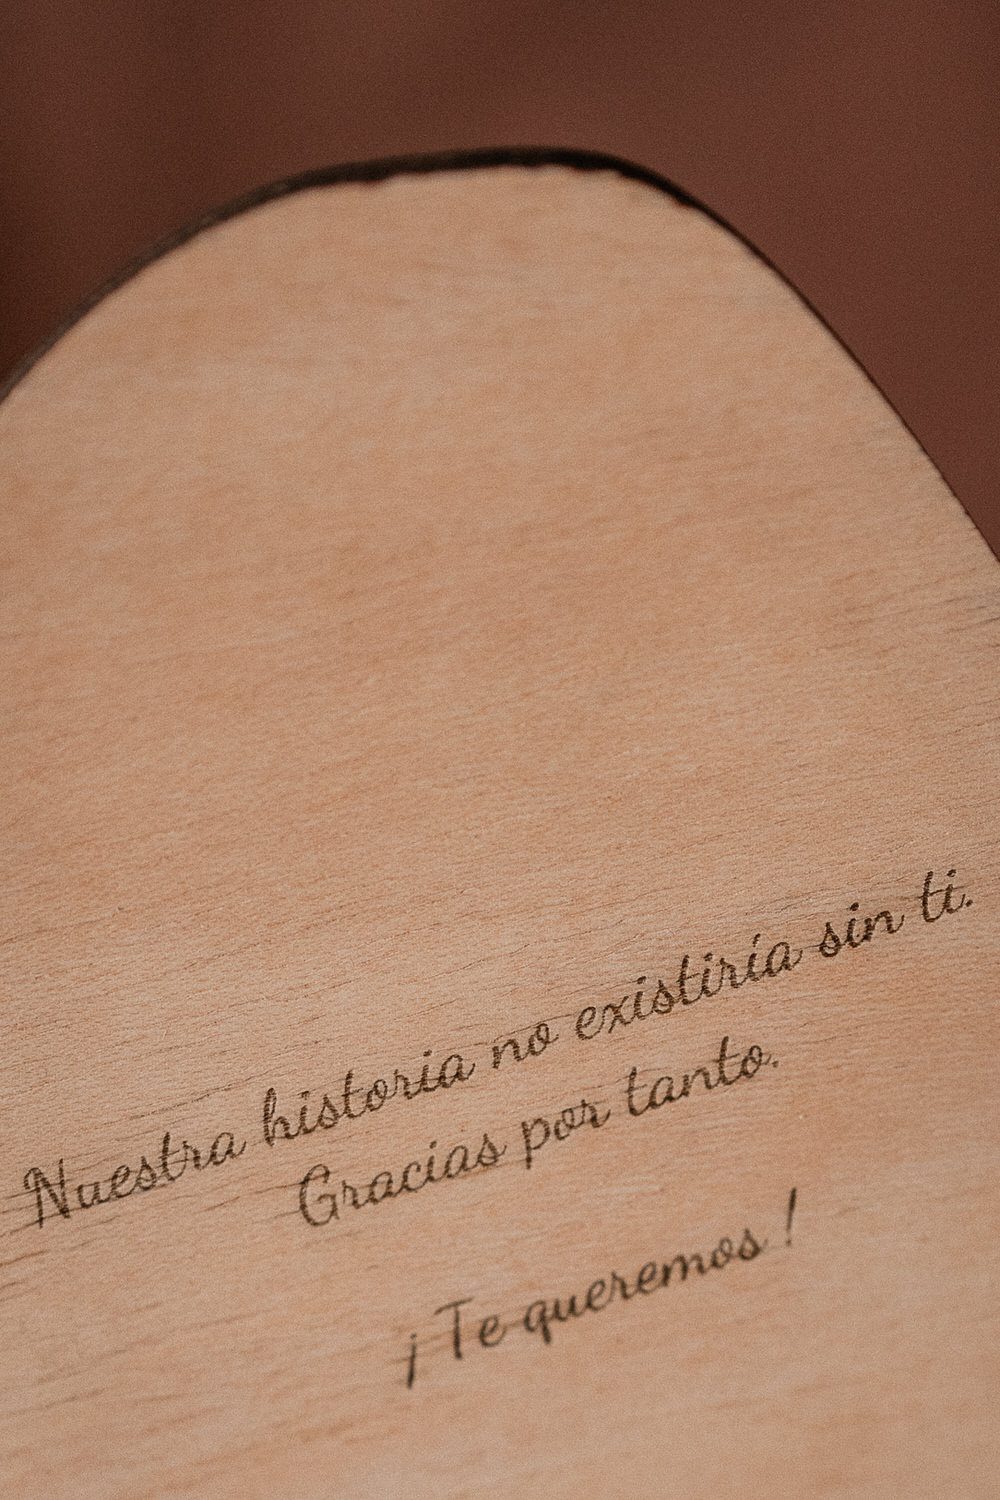 Nuestra historia no existiría sin ti.
Gracias por tanto.
¡Te queremos!